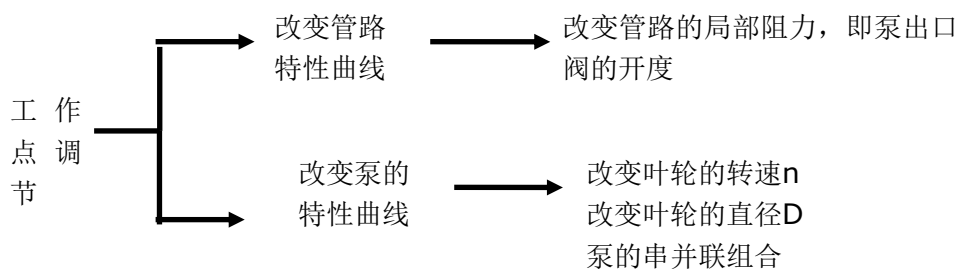 工 作
点 调
节
改变管路
特性曲线
改变管路的局部阻力，即泵出口
阀的开度
改变泵的
特性曲线
改变叶轮的转速n
改变叶轮的直径D
泵的串并联组合